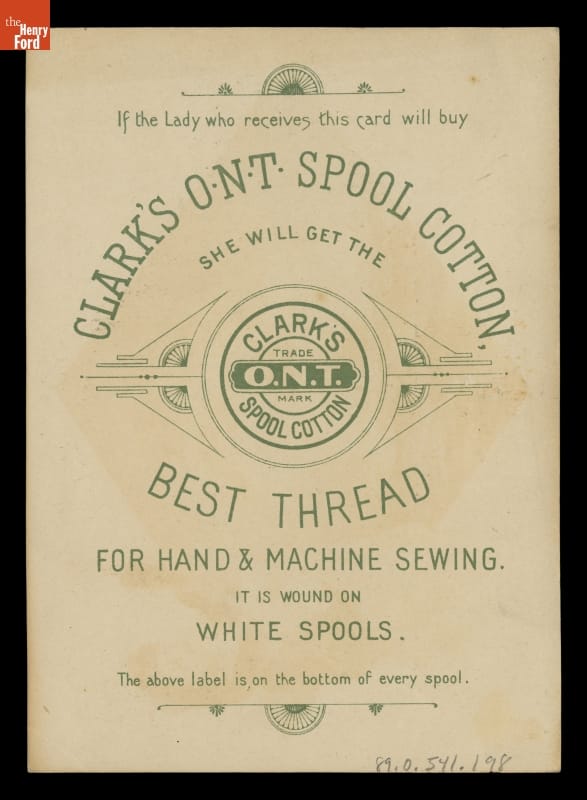 the
Henry
Ford
If the Lady who receives this card will buy
CLARK'S O·N·T· SPOOL COTTON,
SHE WILL GET THE
CLARK'S
TRADE
O.N.T.
MARK
SPOOL COTTON
BEST THREAD
FOR HAND & MACHINE SEWING.
IT IS WOUND ON
WHITE SPOOLS.
The above label is on the bottom of every spool.
89.0.541.198